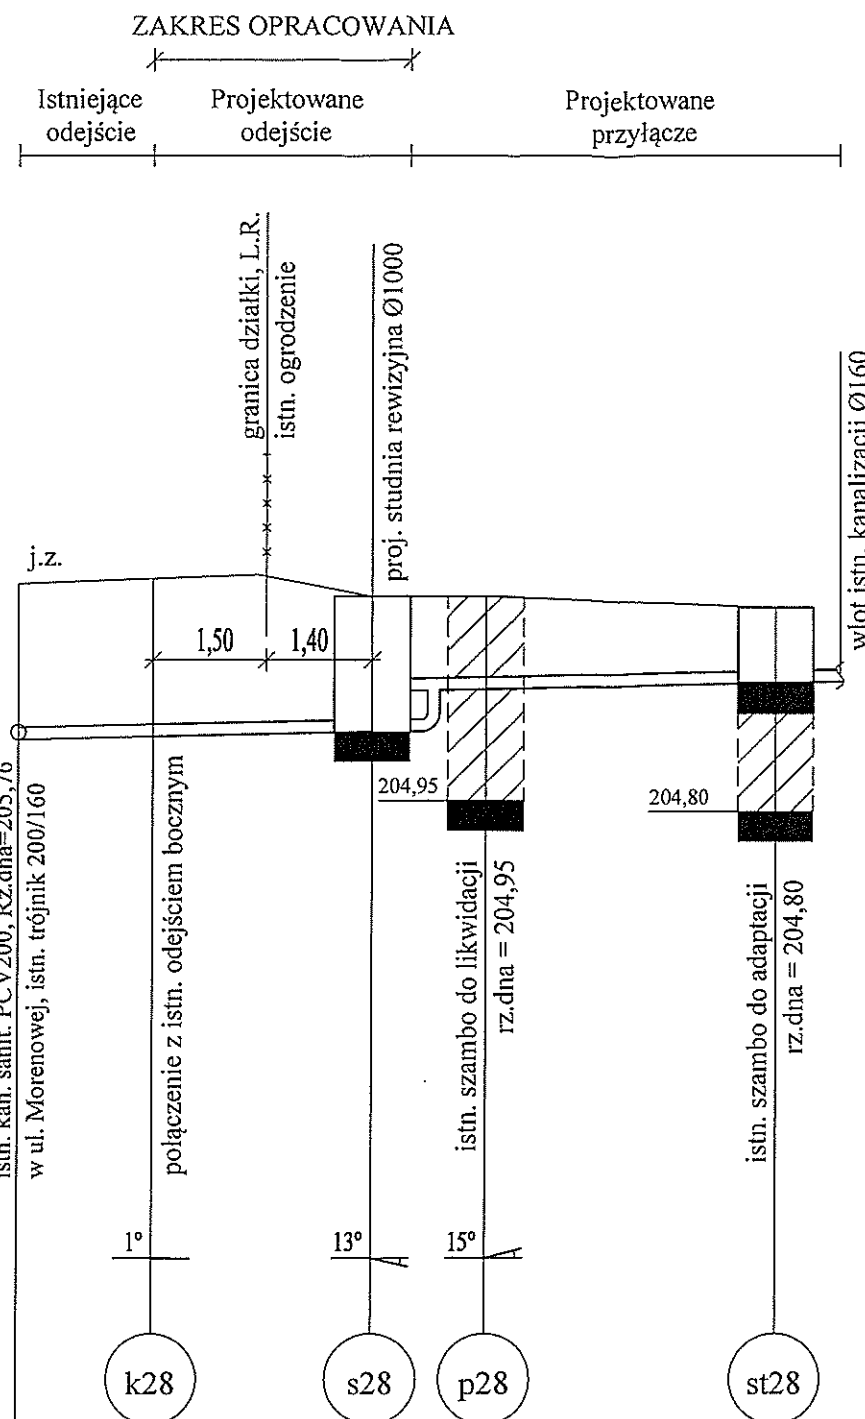 ZAKRES OPRACOWANIA
Istniejące
odejście
Projektowane
odejście
Projektowane
przyłącze
granica działki, L.R.
istn. ogrodzenie
proj. studnia rewizyjna Ø1000
wlot istn. kanalizacji Ø160
j.z.
1,50
1,40
204,95
204,80
istn. kan. sanit. PCV200, Rz.dna=205,76
w ul. Morenowej, istn. trójnik 200/160
połączenie z istn. odejściem bocznym
istn. szambo do likwidacji
rz.dna = 204,95
istn. szambo do adaptacji
rz.dna = 204,80
1°
13°
15°
k28
s28
p28
st28